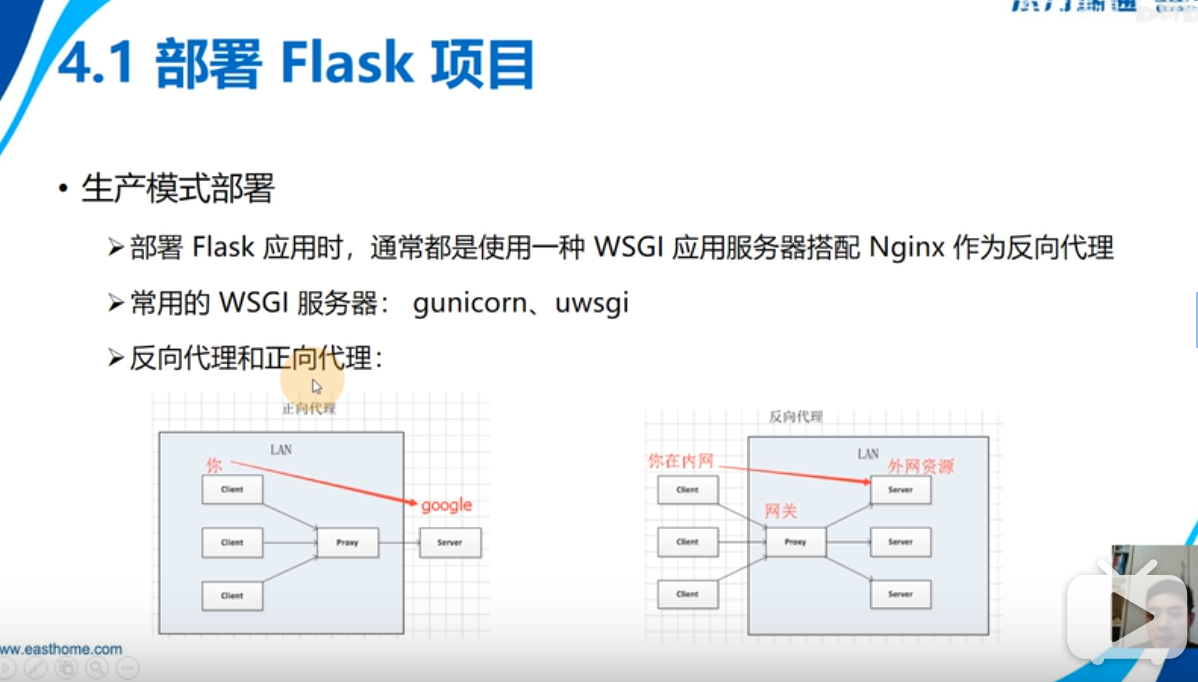 4.1 部署 Flask 项目
• 生产模式部署
➢部署 Flask 应用时，通常都是使用一种 WSGI 应用服务器搭配 Nginx 作为反向代理
➢常用的 WSGI 服务器： gunicorn、uwsgi
➢反向代理和正向代理：
正向代理
LAN
你
Client
google
Client
Proxy
Server
Client
反向代理
LAN
你在内网
外网资源
Client
Server
网关
Client
Proxy
Server
Client
Server
www.easthome.com